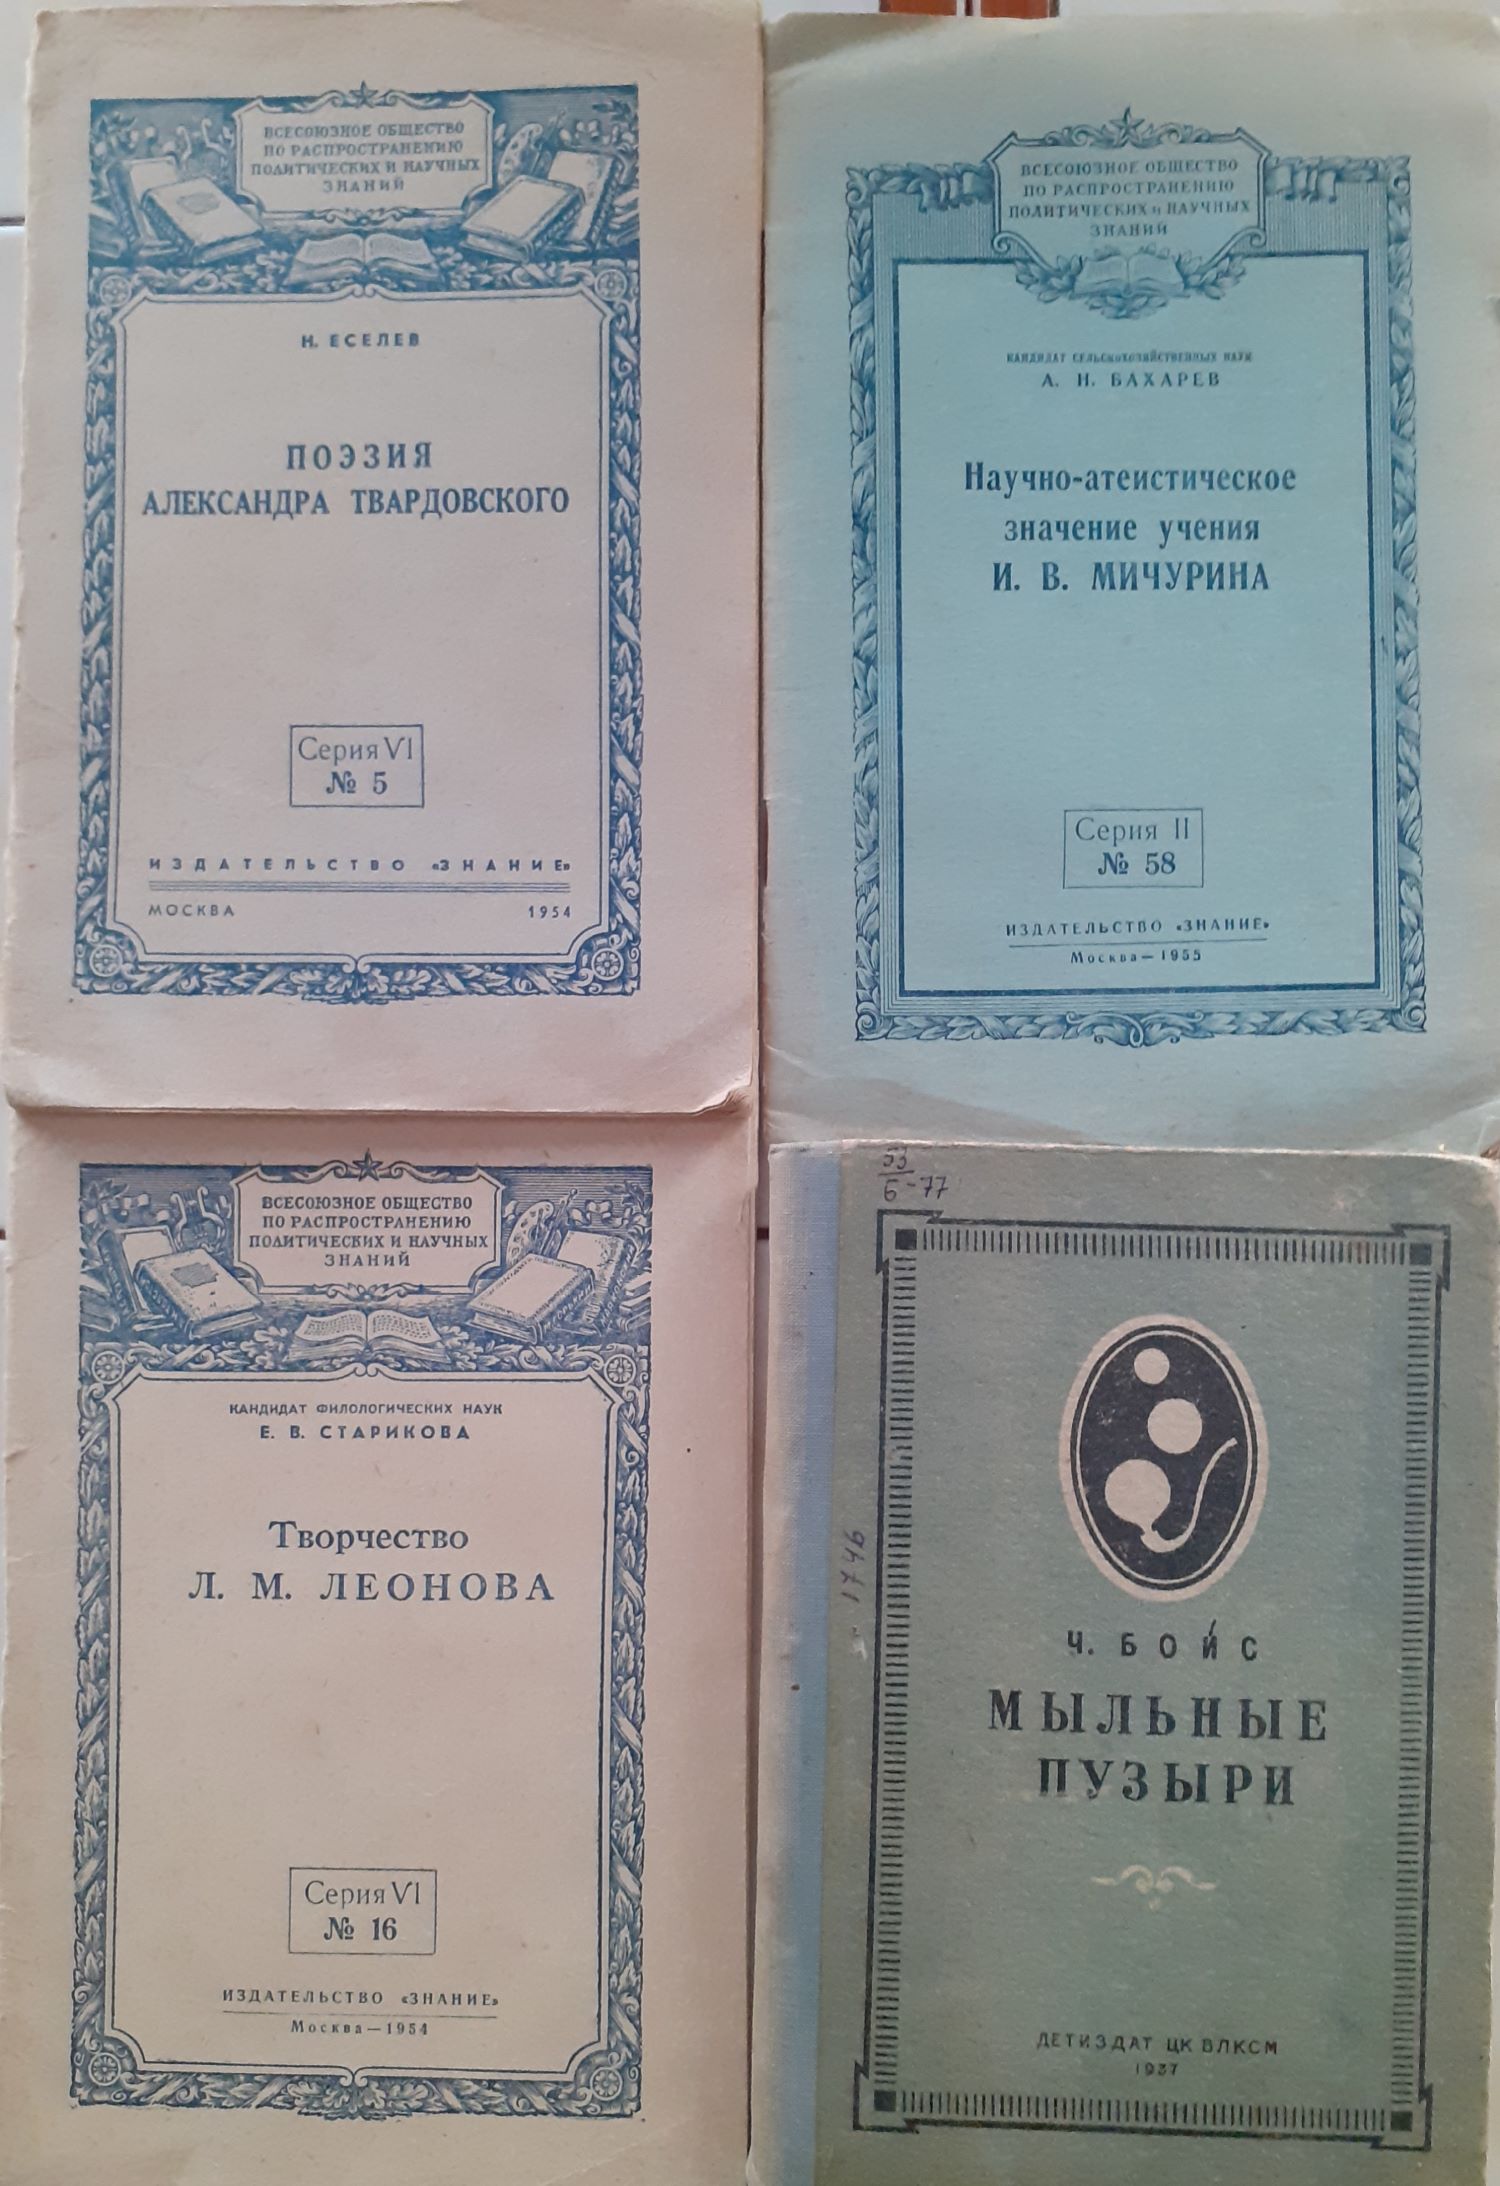 ВСЕСОЮЗНОЕ ОБЩЕСТВО
ПО РАСПРОСТРАНЕНИЮ
ПОЛИТИЧЕСКИХ И НАУЧНЫХ
ЗНАНИЙ
Н. ЕСЕЛЕВ
ПОЭЗИЯ
АЛЕКСАНДРА ТВАРДОВСКОГО
Серия VI
№ 5
ИЗДАТЕЛЬСТВО «ЗНАНИЕ»
МОСКВА 1954
ВСЕСОЮЗНОЕ ОБЩЕСТВО
ПО РАСПРОСТРАНЕНИЮ
ПОЛИТИЧЕСКИХ и НАУЧНЫХ
ЗНАНИЙ
КАНДИДАТ СЕЛЬСКОХОЗЯЙСТВЕННЫХ НАУК
А. Н. БАХАРЕВ
Научно-атеистическое
значение учения
И. В. МИЧУРИНА
Серия II
№ 58
ИЗДАТЕЛЬСТВО «ЗНАНИЕ»
Москва—1955
ВСЕСОЮЗНОЕ ОБЩЕСТВО
ПО РАСПРОСТРАНЕНИЮ
ПОЛИТИЧЕСКИХ И НАУЧНЫХ
ЗНАНИЙ
КАНДИДАТ ФИЛОЛОГИЧЕСКИХ НАУК
Е. В. СТАРИКОВА
Творчество
Л. М. ЛЕОНОВА
Серия VI
№ 16
ИЗДАТЕЛЬСТВО «ЗНАНИЕ»
Москва—1954
53
Б-77
1746
Ч. БОЙС
МЫЛЬНЫЕ
ПУЗЫРИ
ДЕТИЗДАТ ЦК ВЛКСМ
1937